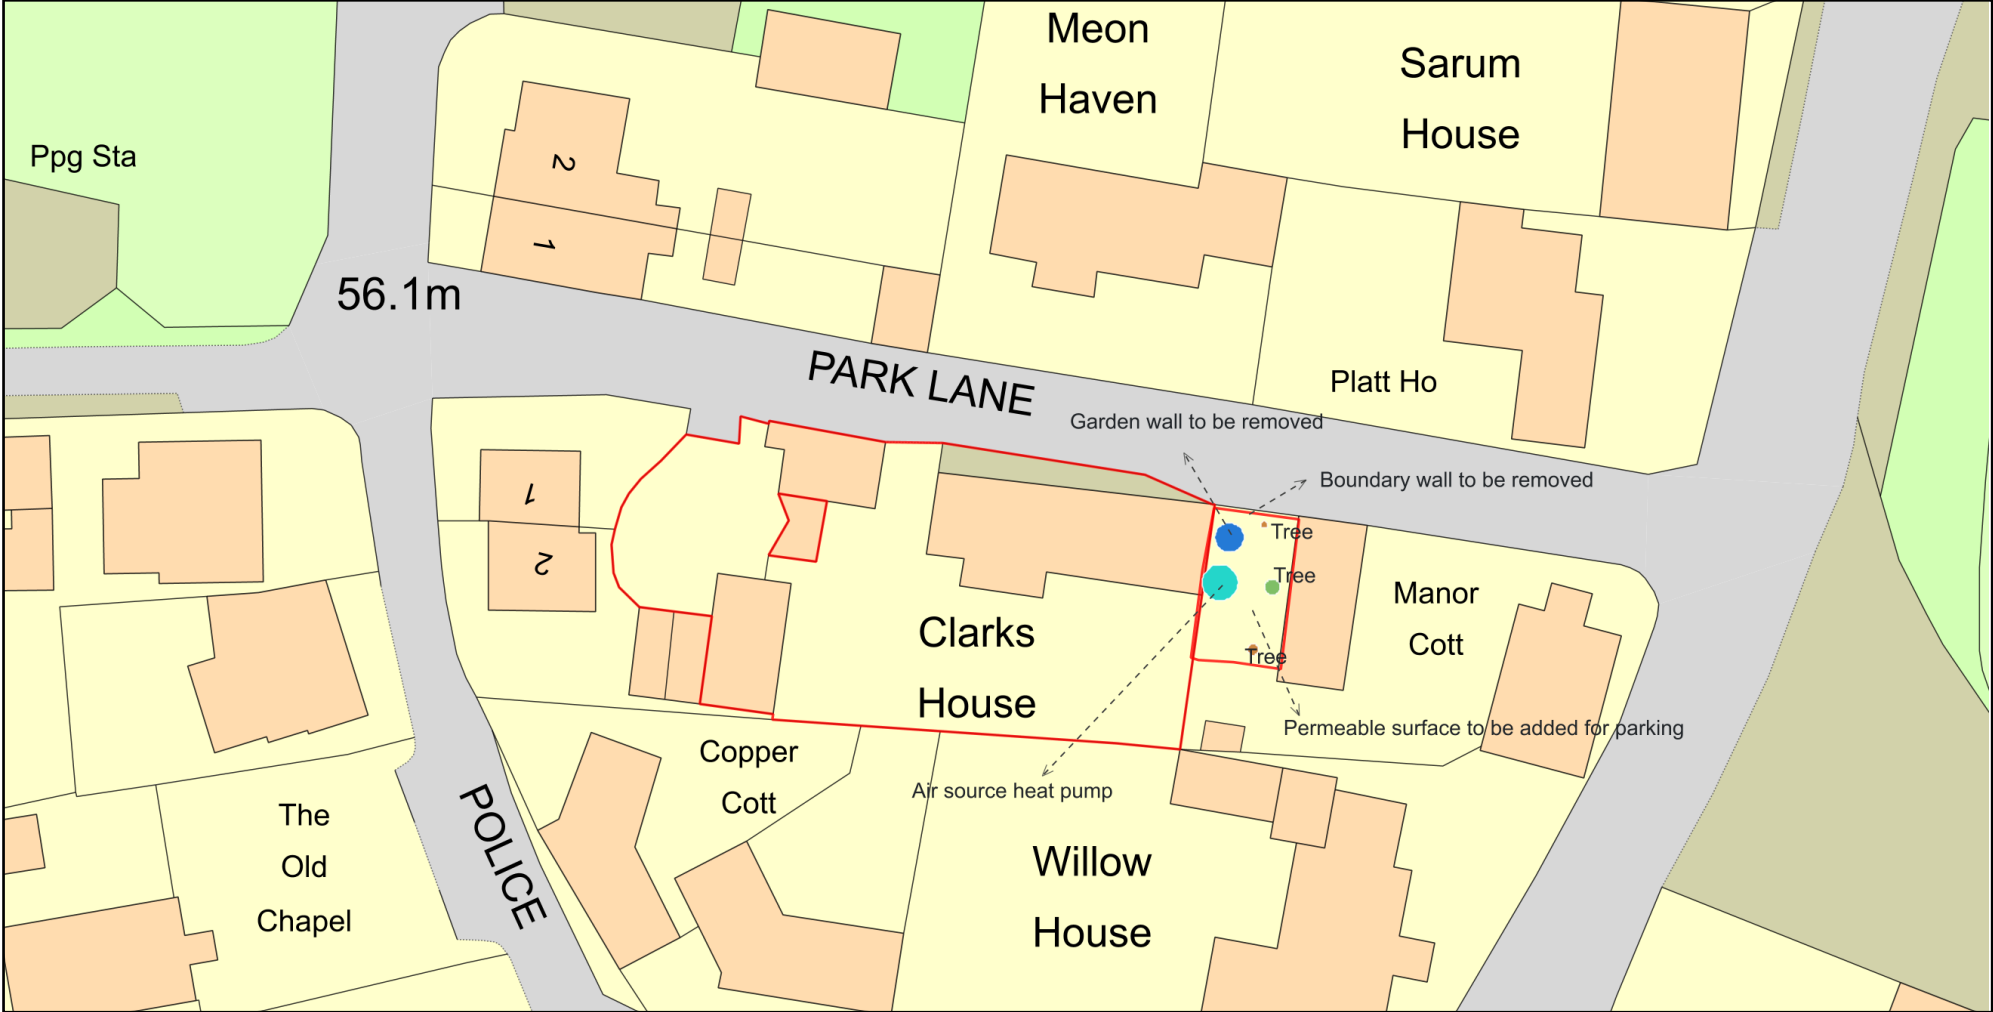 Meon
Haven
Sarum
House
Ppg Sta
2
1
56.1m
PARK LANE
Platt Ho
Garden wall to be removed
Boundary wall to be removed
1
2
Tree
Tree
Tree
Manor
Cott
Clarks
House
Permeable surface to be added for parking
Air source heat pump
Copper
Cott
POLICE
The
Old
Chapel
Willow
House